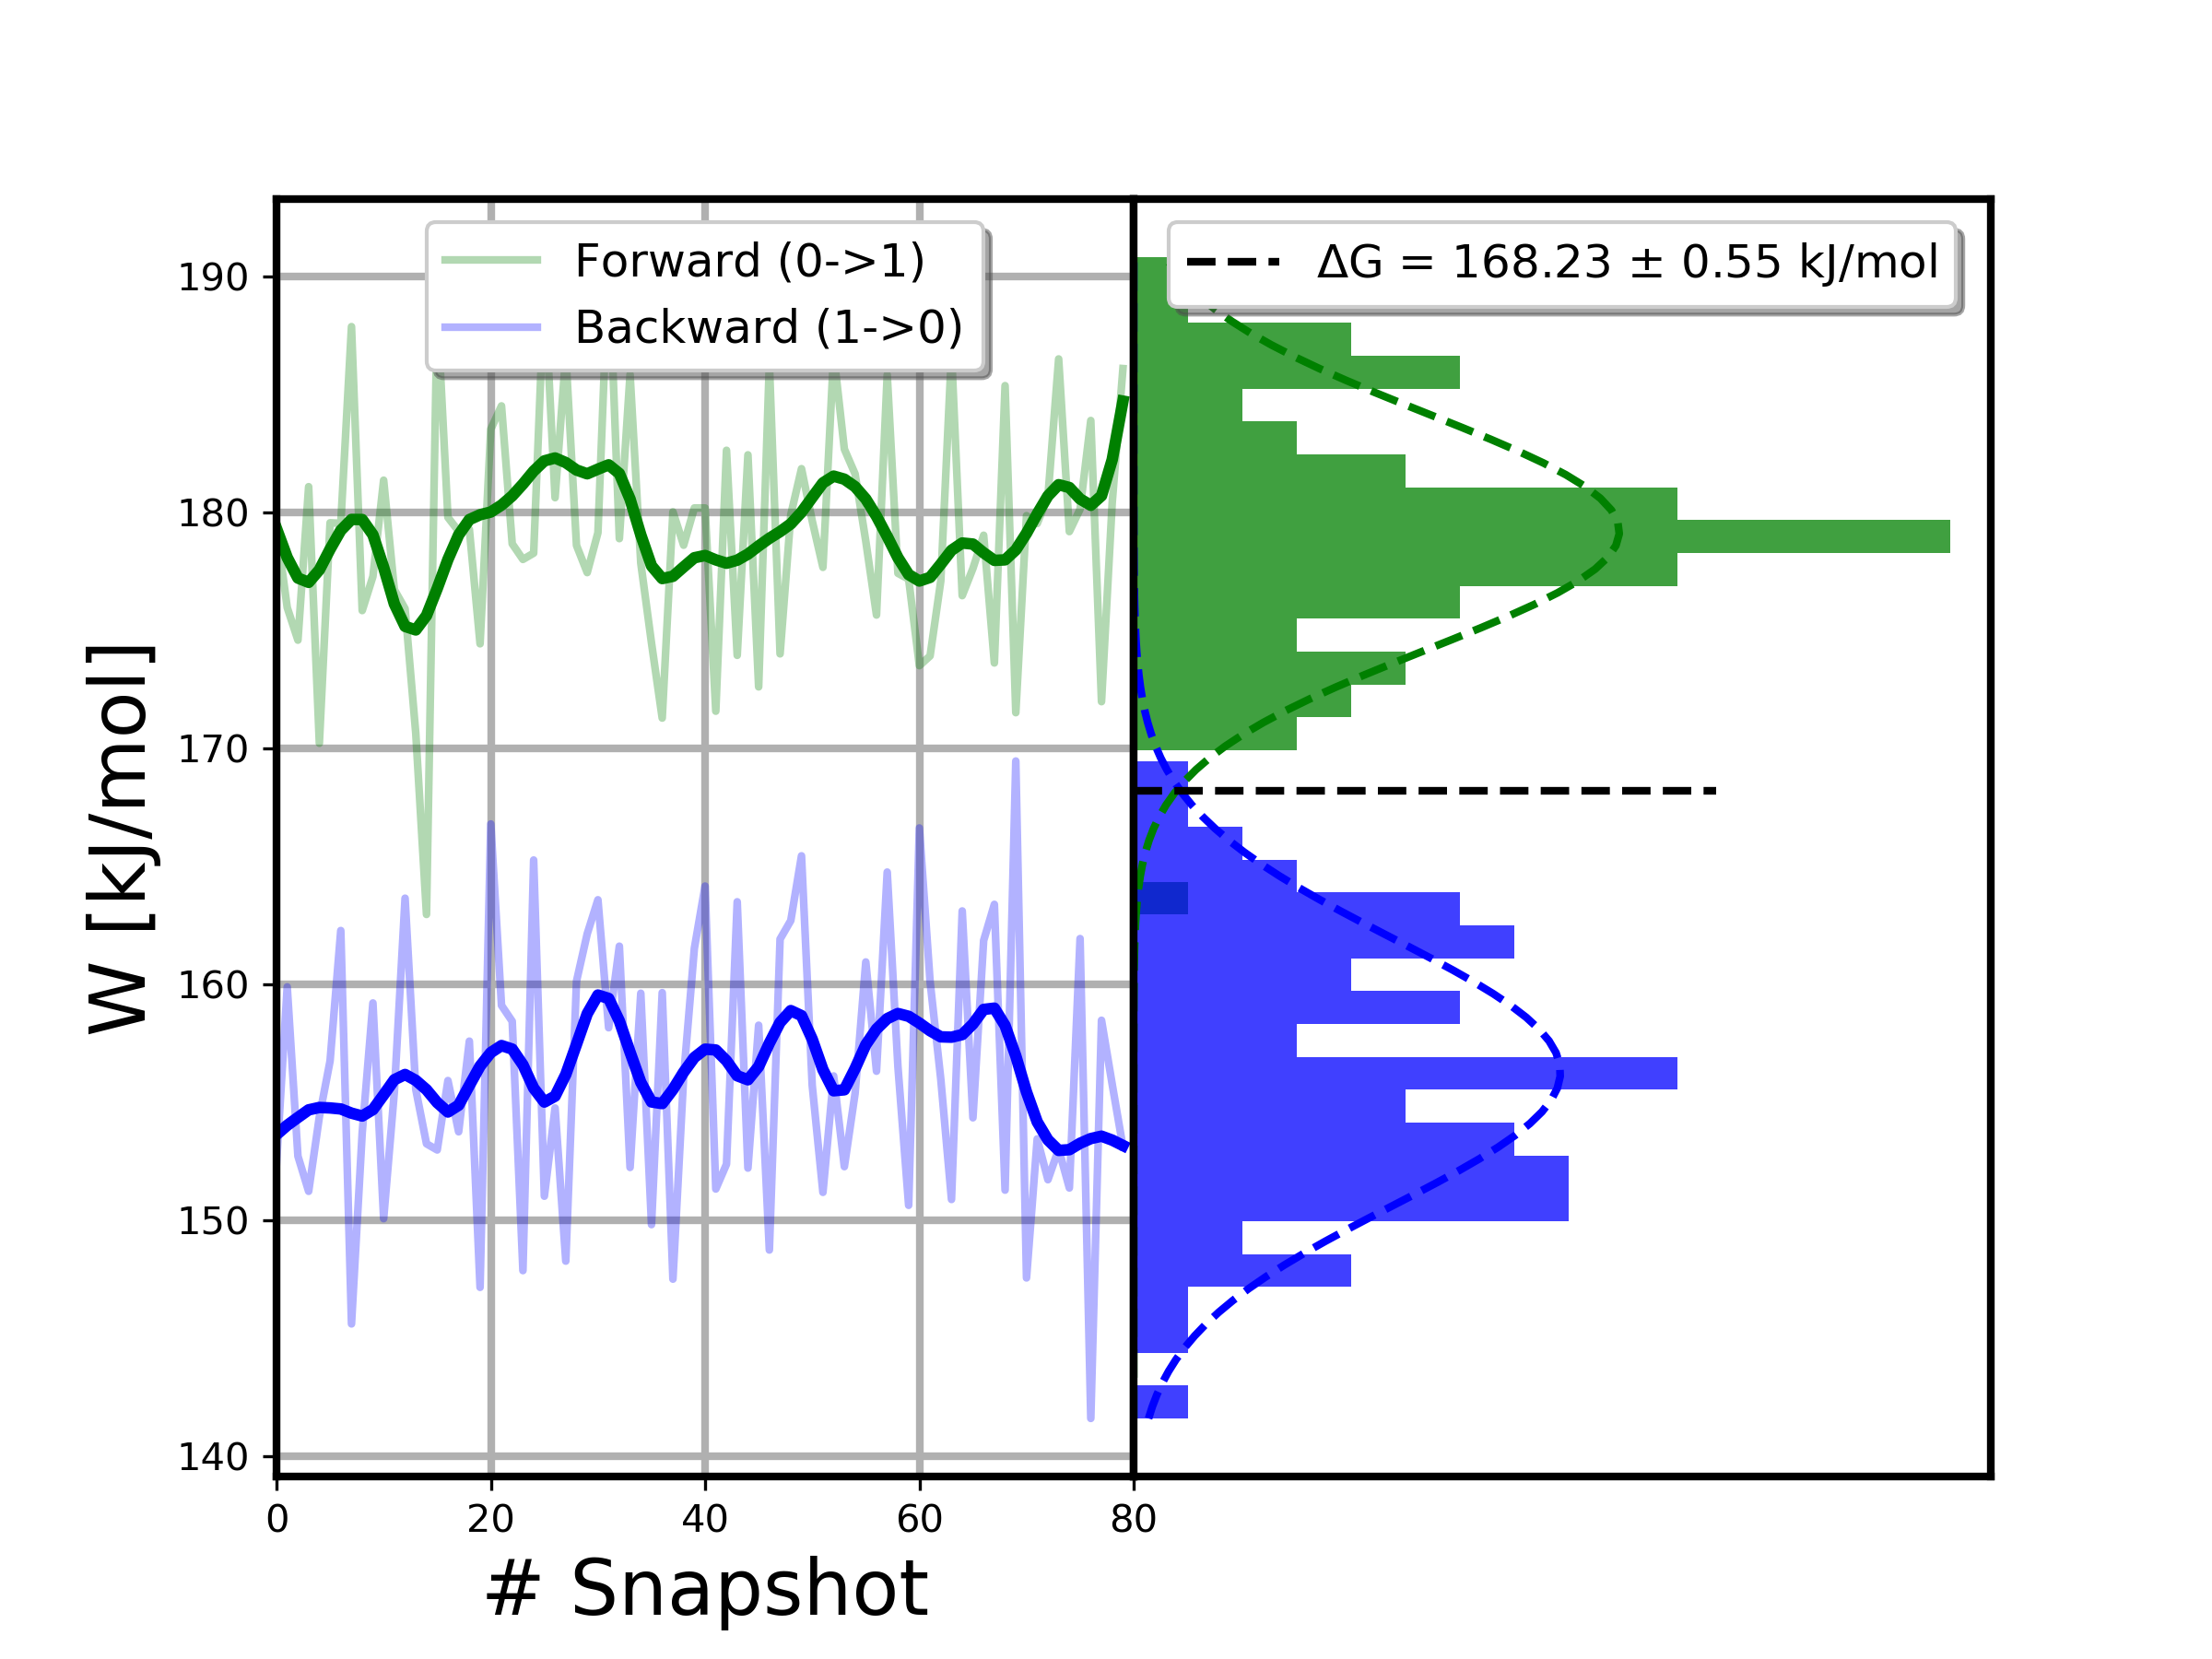 Forward (0->1)
Backward (1->0)
ΔG = 168.23 ± 0.55 kJ/mol
190
180
170
160
150
140
W [kJ/mol]
0 20 40 60 80
# Snapshot